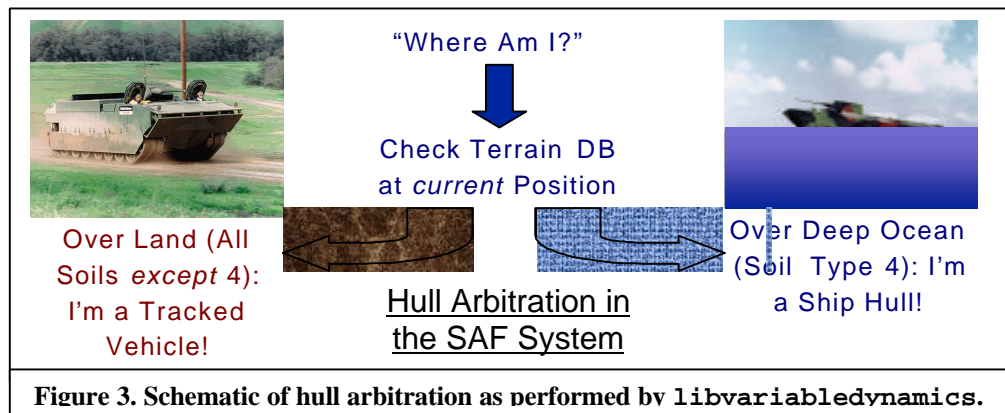 “Where Am I?”
Check Terrain DB
at current Position
Over Land (All
Soils except 4):
I'm a Tracked
Vehicle!
Hull Arbitration in
the SAF System
Over Deep Ocean
(Soil Type 4): I'm
a Ship Hull!
Figure 3. Schematic of hull arbitration as performed by libvariabledynamics.